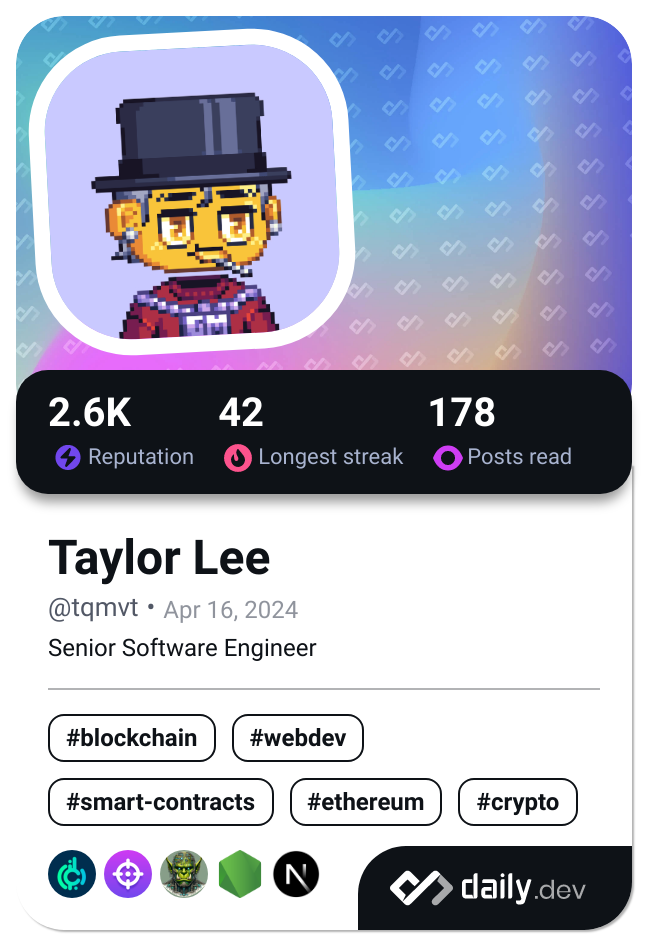 GM
2.6K 42 178
Reputation Longest streak Posts read
Taylor Lee
@tqmvt • Apr 16, 2024
Senior Software Engineer
#blockchain #webdev
#smart-contracts #ethereum #crypto
N
daily.dev